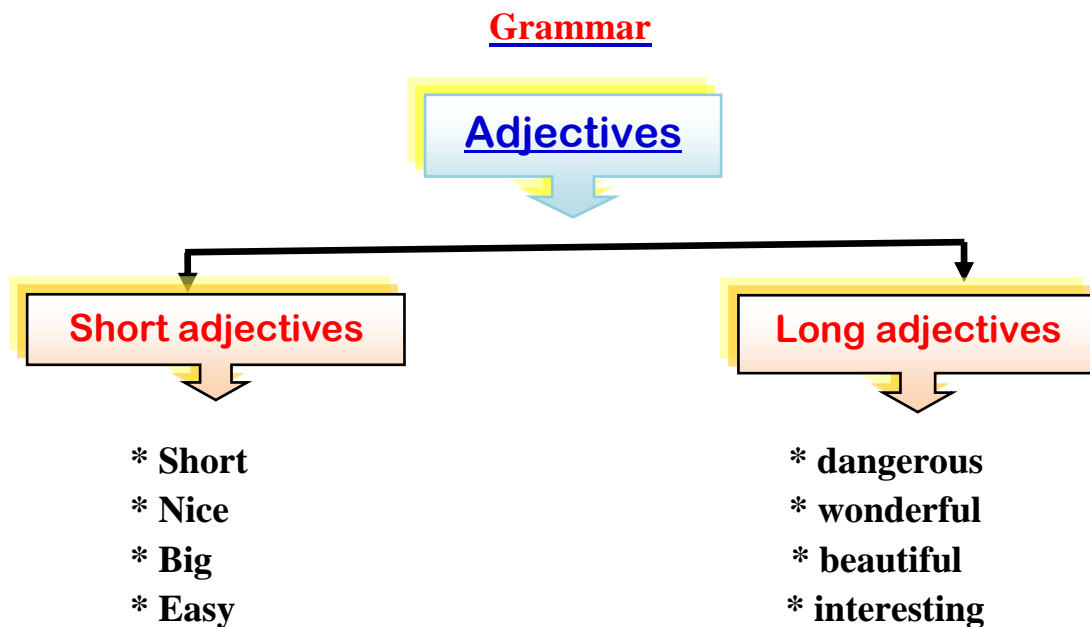 Grammar
Adjectives
Short adjectives
Long adjectives
* Short
* Nice
* Big
* Easy
* dangerous
* wonderful
* beautiful
* interesting